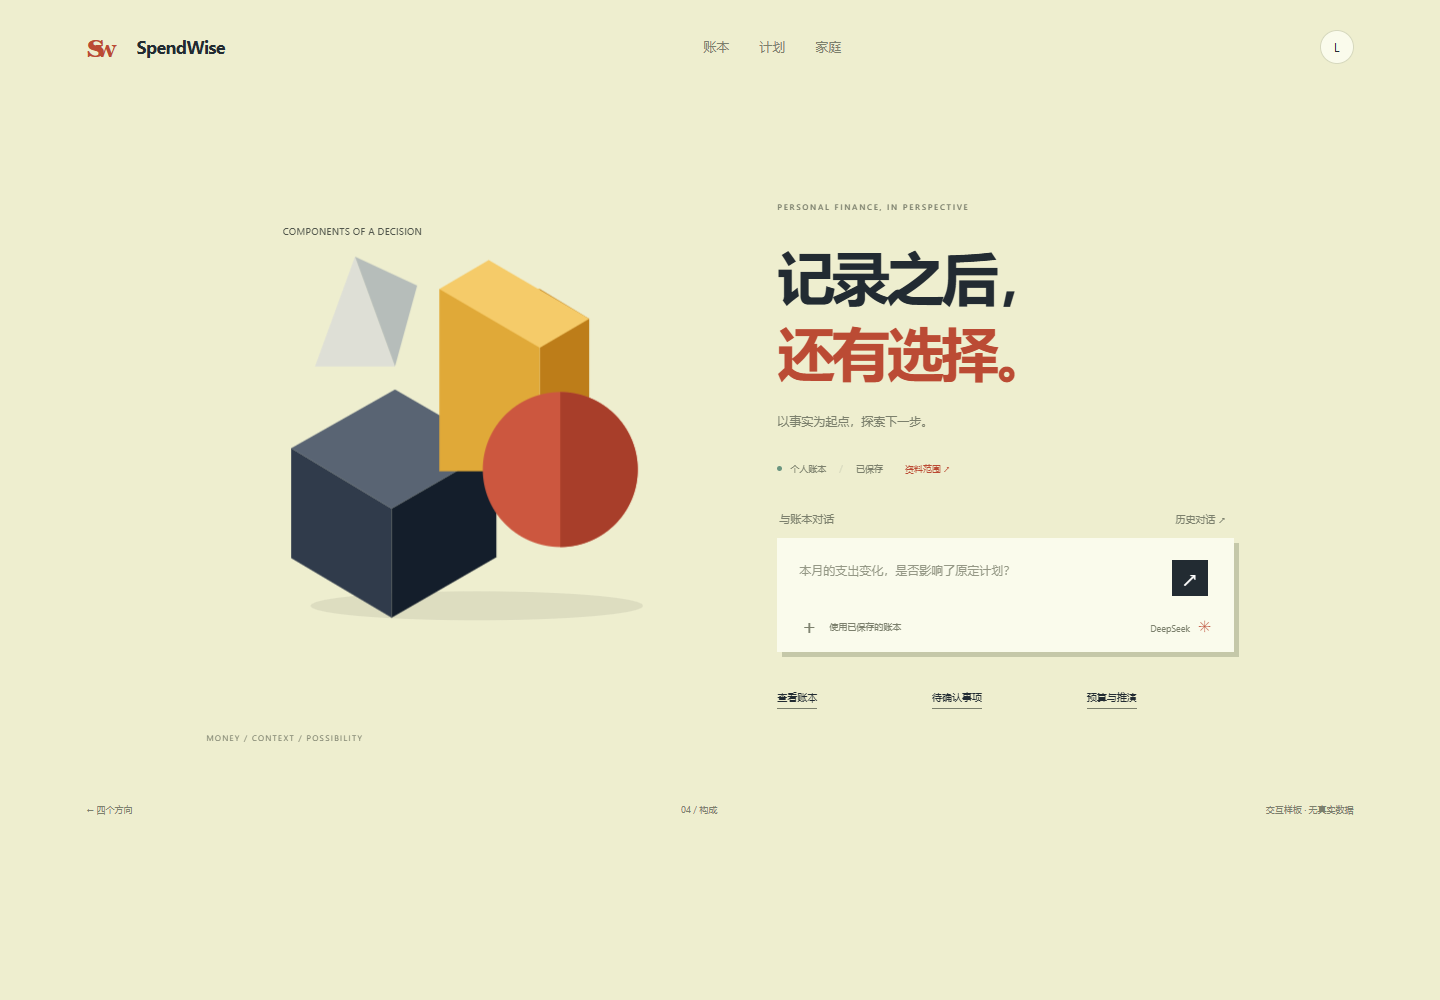 SW SpendWise
账本 计划 家庭
L
COMPONENTS OF A DECISION
MONEY / CONTEXT / POSSIBILITY
PERSONAL FINANCE, IN PERSPECTIVE
记录之后，
还有选择。
以事实为起点，探索下一步。
个人账本 / 已保存 资料范围 ↗
与账本对话 历史对话 ↗
本月的支出变化，是否影响了原定计划？
↗
+ 使用已保存的账本 DeepSeek
查看账本 待确认事项 预算与推演
← 四个方向 04 / 构成 交互样板 · 无真实数据